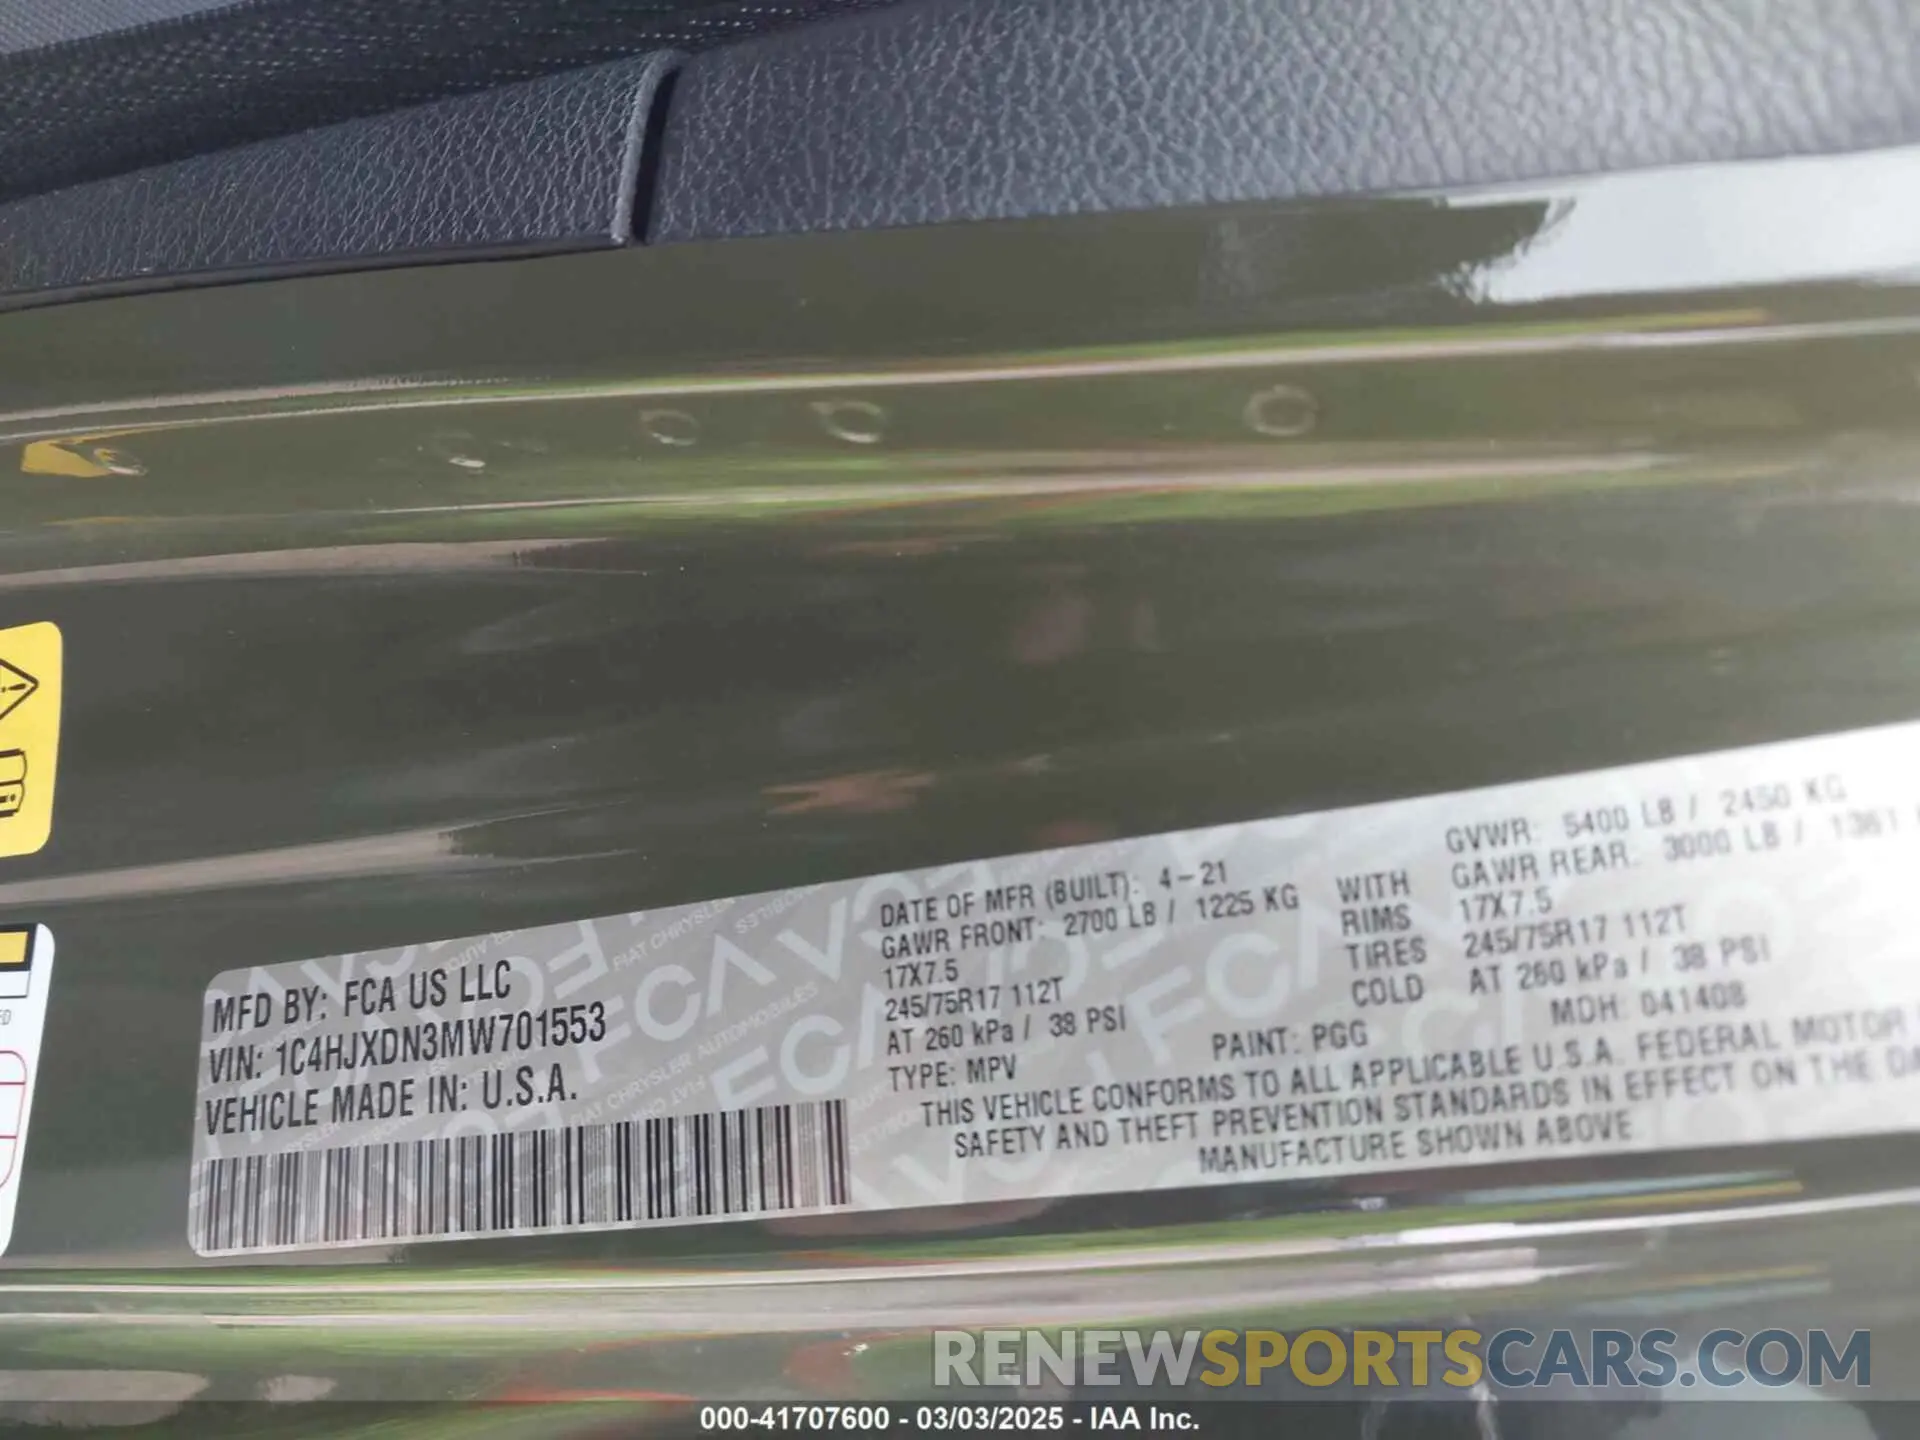 MFD BY: FCA US LLC
VIN: 1C4HJXDN3MW701553
VEHICLE MADE IN: U.S.A.
DATE OF MFR (BUILT): 4-21
GVWR: 5400 LB / 2450 KG
GAWR FRONT: 2700 LB / 1225 KG WITH GAWR REAR: 3000 LB / 1361
17X7.5 RIMS 17X7.5
245/75R17 112T TIRES 245/75R17 112T
AT 260 kPa / 38 PSI COLD AT 260 kPa / 38 PSI
TYPE: MPV PAINT: PGG MDH: 041408
THIS VEHICLE CONFORMS TO ALL APPLICABLE U.S.A. FEDERAL MOTOR
SAFETY AND THEFT PREVENTION STANDARDS IN EFFECT ON THE DA
MANUFACTURE SHOWN ABOVE
RENEWSPORTSCARS.COM
000-41707600 - 03/03/2025 - IAA Inc.